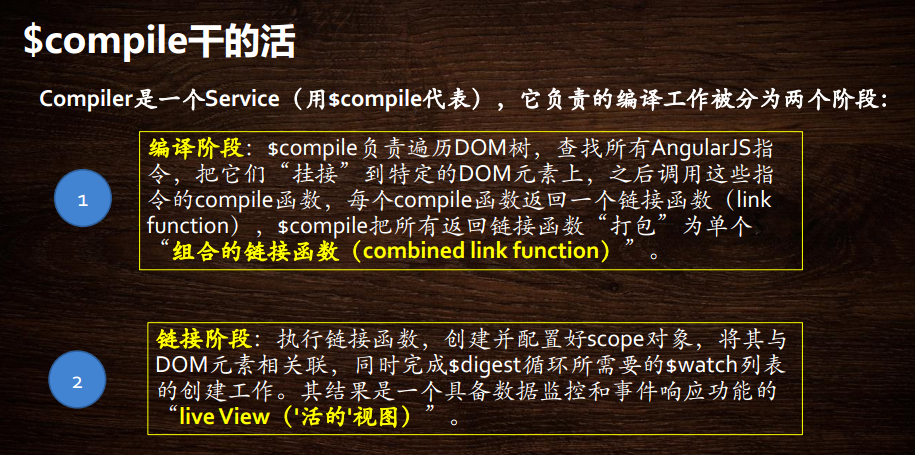 $compile干的活
Compiler是一个Service（用$compile代表），它负责的编译工作被分为两个阶段：
1
编译阶段：$compile负责遍历DOM树，查找所有AngularJS指
令，把它们“挂接”到特定的DOM元素上，之后调用这些指
令的compile函数，每个compile函数返回一个链接函数（link
function），$compile把所有返回链接函数“打包”为单个
“组合的链接函数（combined link function）”。
2
链接阶段：执行链接函数，创建并配置好scope对象，将其与
DOM元素相关联，同时完成$digest循环所需要的$watch列表
的创建工作。其结果是一个具备数据监控和事件响应功能的
“live View（'活的'视图）”。